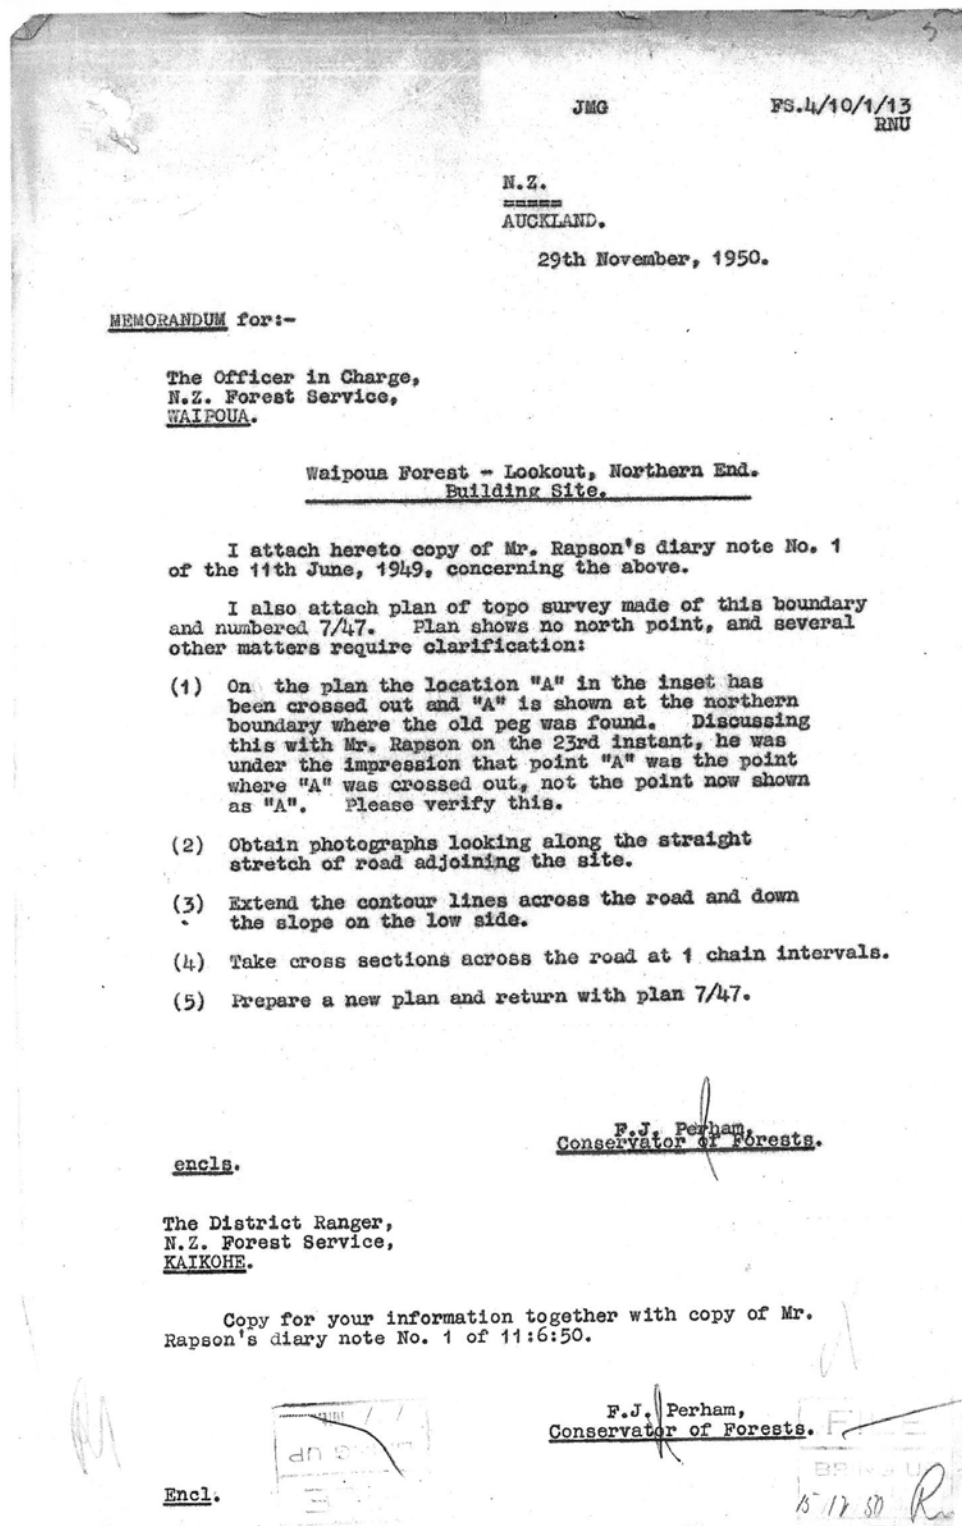 5
JMG FS.4/10/1/13
RNU
N.Z.
=====
AUCKLAND.
29th November, 1950.
MEMORANDUM for:-
The Officer in Charge,
N.Z. Forest Service,
WAIPOUA.
Waipoua Forest - Lookout, Northern End.
Building Site.
I attach hereto copy of Mr. Rapson's diary note No. 1
of the 11th June, 1949, concerning the above.
I also attach plan of topo survey made of this boundary
and numbered 7/47. Plan shows no north point, and several
other matters require clarification:
(1) On the plan the location "A" in the inset has
been crossed out and "A" is shown at the northern
boundary where the old peg was found. Discussing
this with Mr. Rapson on the 23rd instant, he was
under the impression that point "A" was the point
where "A" was crossed out, not the point now shown
as "A". Please verify this.
(2) Obtain photographs looking along the straight
stretch of road adjoining the site.
(3) Extend the contour lines across the road and down
the slope on the low side.
(4) Take cross sections across the road at 1 chain intervals.
(5) Prepare a new plan and return with plan 7/47.
F.J. Perham,
Conservator of Forests.
encls.
The District Ranger,
N.Z. Forest Service,
KAIKOHE.
Copy for your information together with copy of Mr.
Rapson's diary note No. 1 of 11:6:50.
F.J. Perham,
Conservator of Forests.
FILE
BRING U
15 12 50 R
Encl.